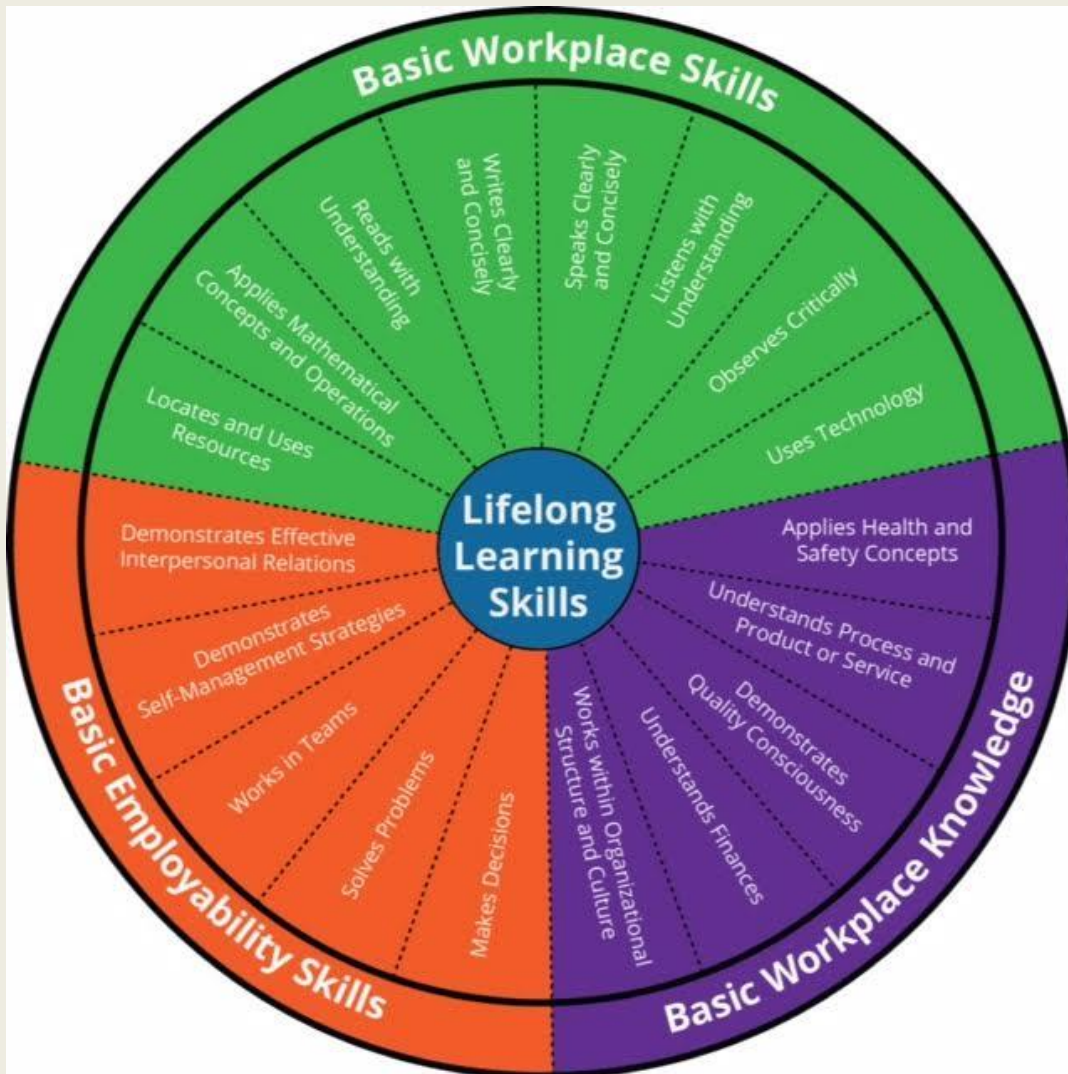 Basic Workplace Skills
Locates and Uses
Resources
Applies Mathematical
Concepts and Operations
Reads with
Understanding
Writes Clearly
and Concisely
Speaks Clearly
and Concisely
Listens with
Understanding
Observes Critically
Uses Technology
Lifelong
Learning
Skills
Basic Workplace Knowledge
Applies Health and
Safety Concepts
Understands Process and
Product or Service
Demonstrates
Quality Consciousness
Understands Finances
Works within Organizational
Structure and Culture
Basic Employability Skills
Demonstrates Effective
Interpersonal Relations
Demonstrates
Self-Management Strategies
Works in Teams
Solves Problems
Makes Decisions